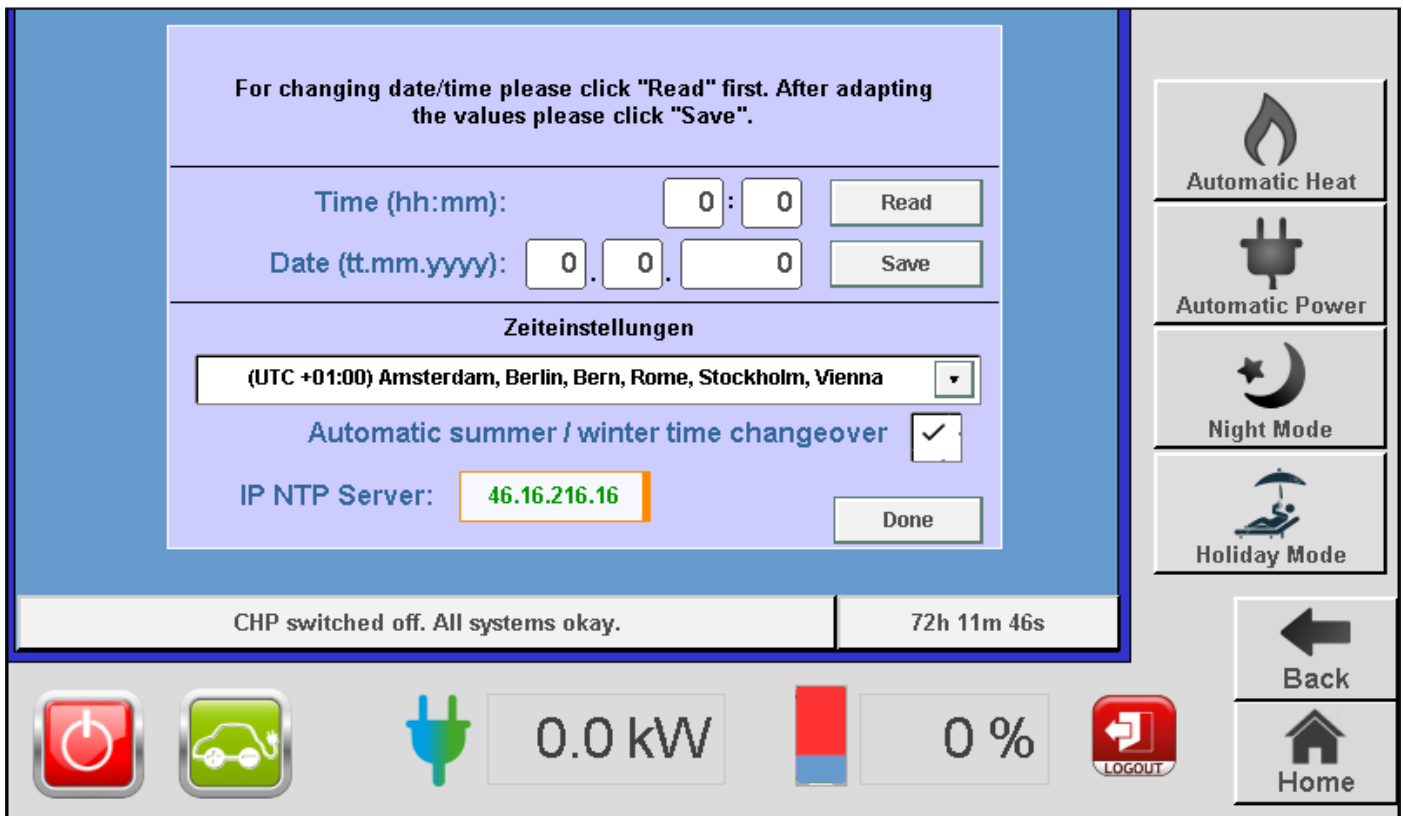 For changing date/time please click "Read" first. After adapting
the values please click "Save".
Time (hh:mm): 0 : 0 Read
Date (tt.mm.yyyy): 0 . 0 . 0 Save
Zeiteinstellungen
(UTC +01:00) Amsterdam, Berlin, Bern, Rome, Stockholm, Vienna
Automatic summer / winter time changeover
IP NTP Server: 46.16.216.16
Done
Automatic Heat
Automatic Power
Night Mode
Holiday Mode
CHP switched off. All systems okay. 72h 11m 46s
Back
0.0 kW 0 %
LOGOUT
Home